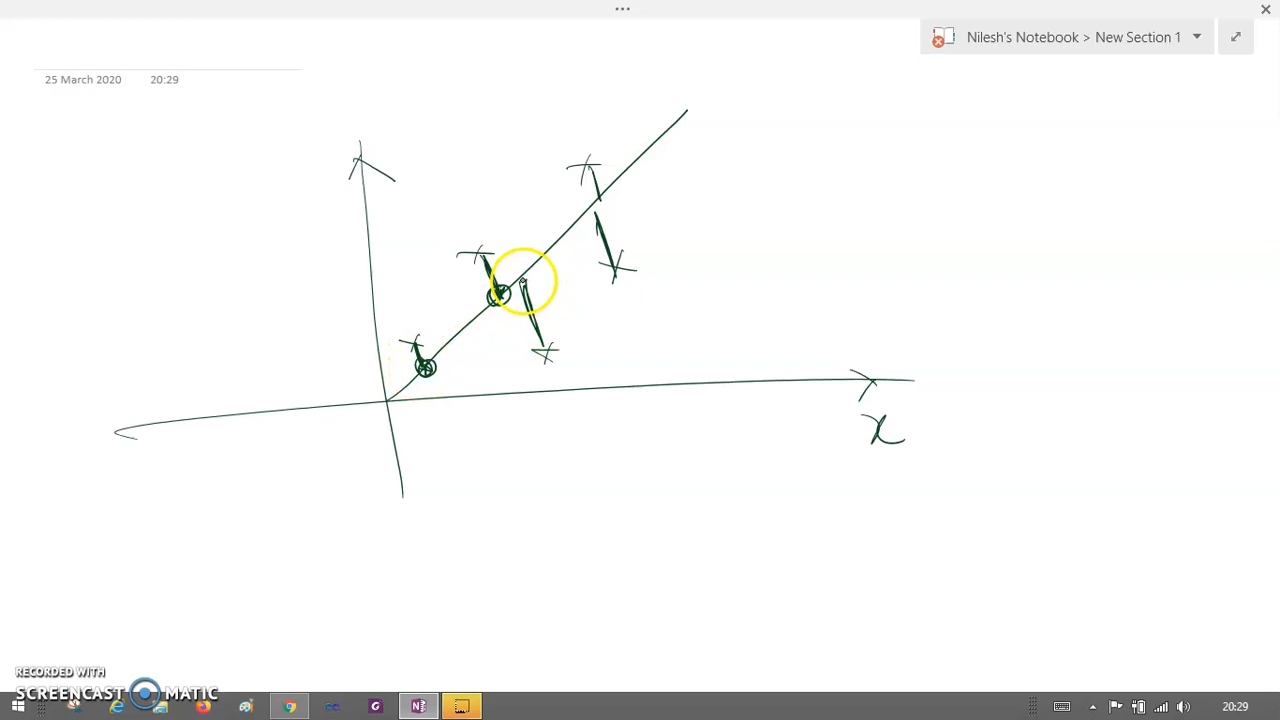 Nilesh's Notebook > New Section 1
25 March 2020 20:29
x
RECORDED WITH
SCREENCAST MATIC
20:29